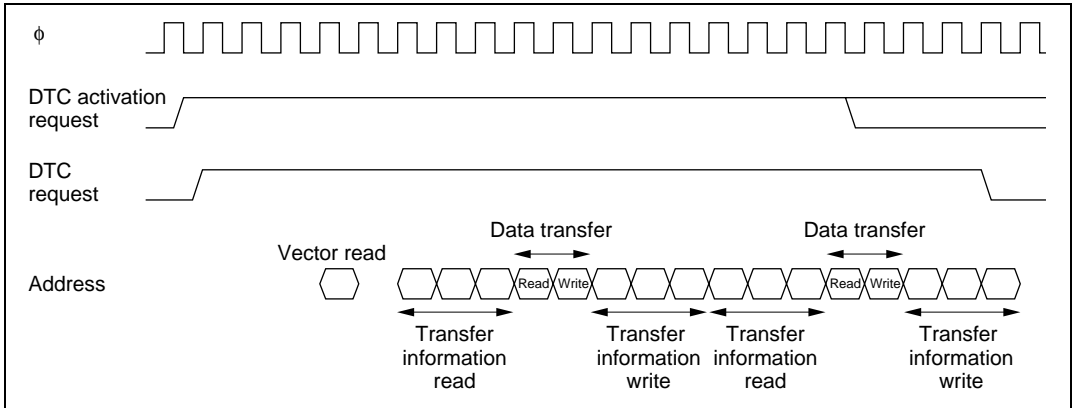 φ
DTC activation
request
DTC
request
Data transfer
Data transfer
Vector read
Address
Read
Write
Read
Write
Transfer
information
read
Transfer
information
write
Transfer
information
read
Transfer
information
write